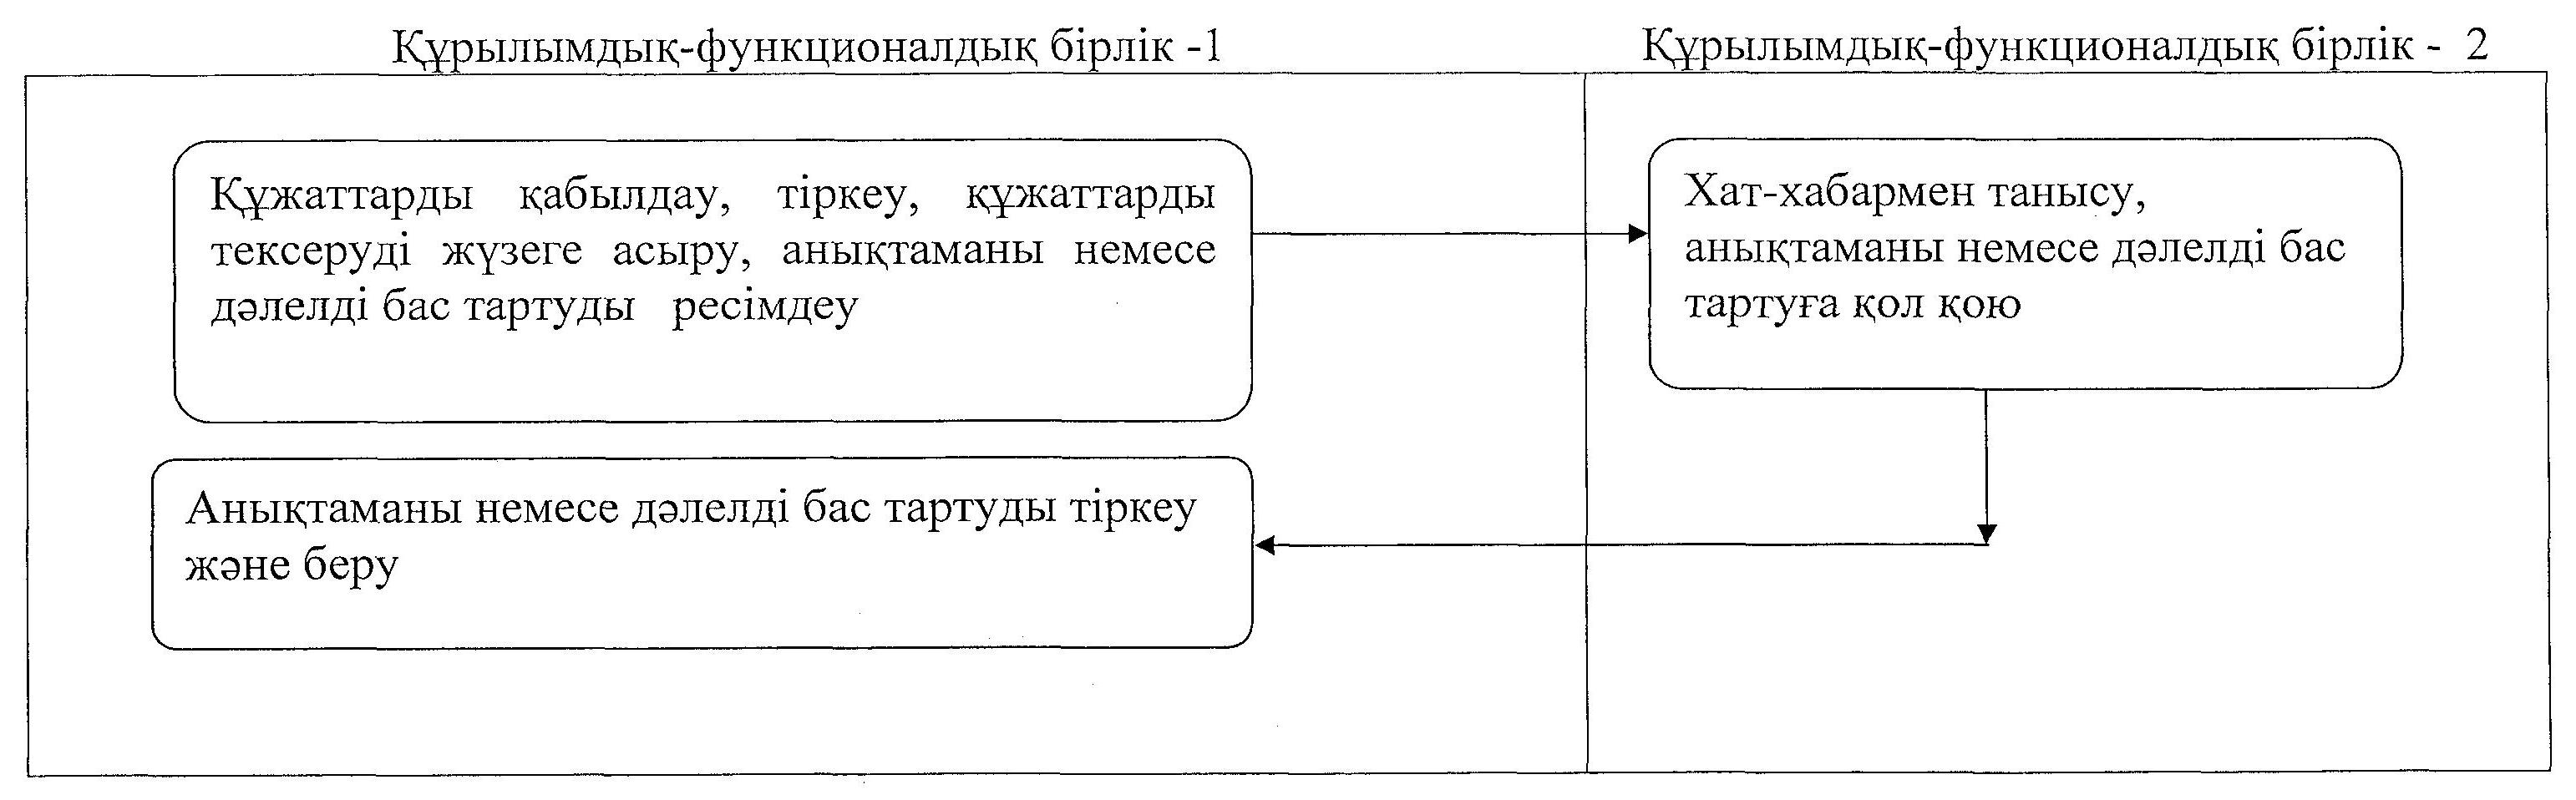 Құрылымдық-функционалдық бірлік -1
Құрылымдық-функционалдық бірлік - 2
Құжаттарды қабылдау, тіркеу, құжаттарды
тексеруді жүзеге асыру, анықтаманы немесе
дәлелді бас тартуды ресімдеу
Хат-хабармен танысу,
анықтаманы немесе дәлелді бас
тартуға қол қою
Анықтаманы немесе дәлелді бас тартуды тіркеу
және беру